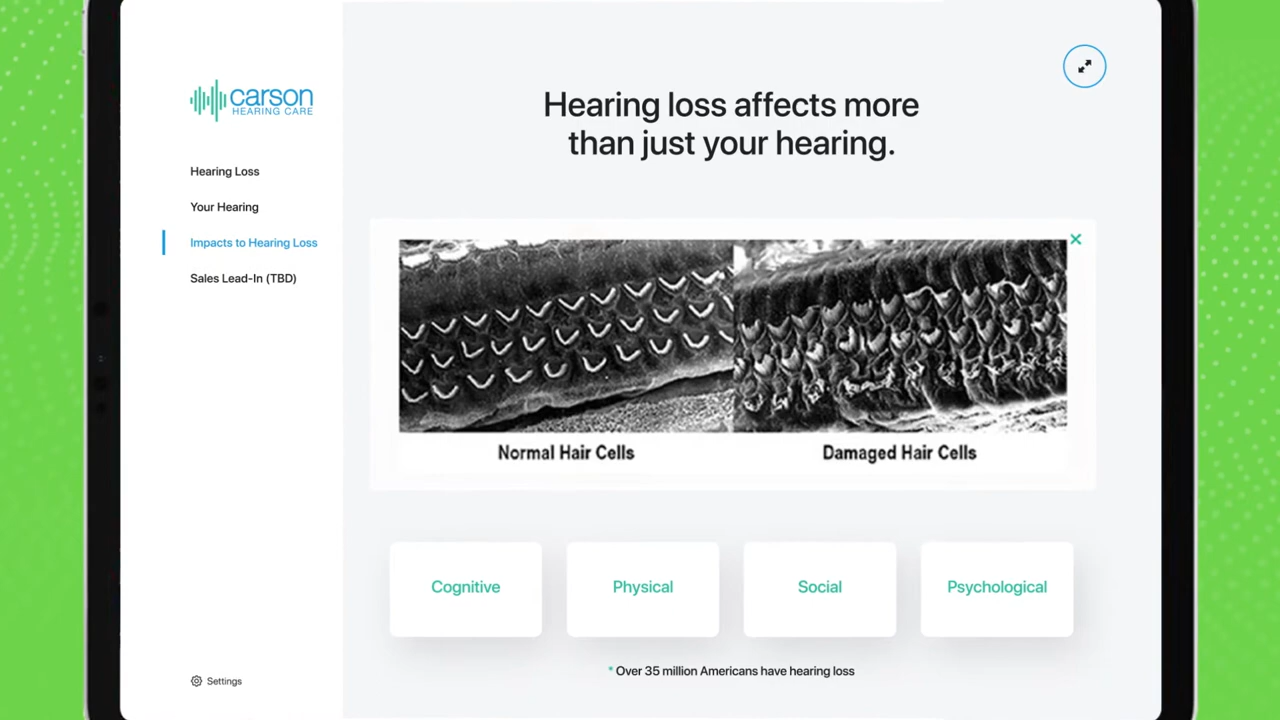 carson
HEARING CARE
Hearing Loss
Your Hearing
Impacts to Hearing Loss
Sales Lead-In (TBD)
Settings
Hearing loss affects more
than just your hearing.
Normal Hair Cells
Damaged Hair Cells
Cognitive
Physical
Social
Psychological
* Over 35 million Americans have hearing loss